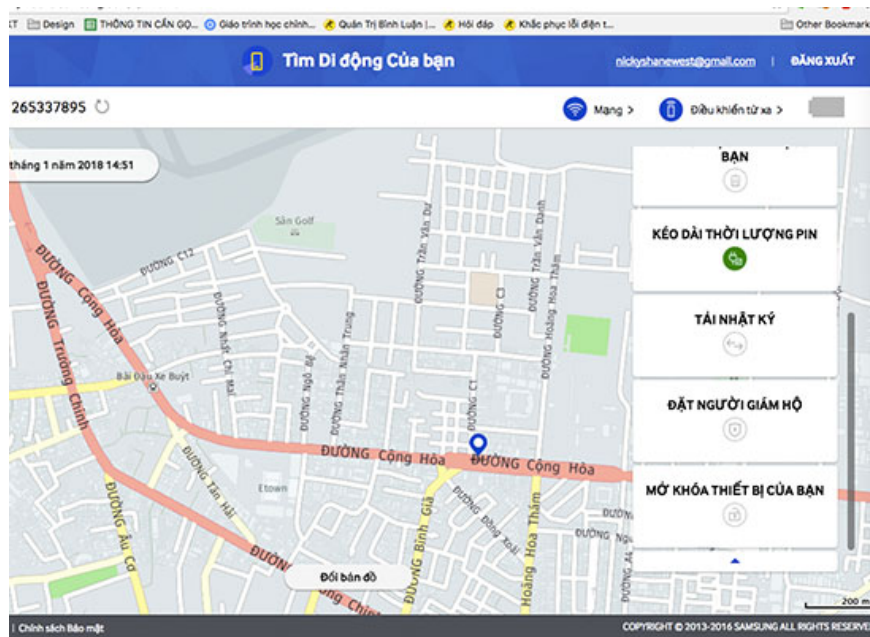 Design THÔNG TIN CẦN GỌ... Giáo trình học chỉnh... Quản Trị Bình Luận |... Hỏi đáp Khắc phục lỗi điện t... Other Bookmark
Tìm Di động Của bạn
nickyshanewest@gmail.com | ĐĂNG XUẤT
265337895
Mạng >
Điều khiển từ xa >
tháng 1 năm 2018 14:51
BẠN
KÉO DÀI THỜI LƯỢNG PIN
TẢI NHẬT KÝ
ĐẶT NGƯỜI GIÁM HỘ
MỞ KHÓA THIẾT BỊ CỦA BẠN
Sân Golf
ĐƯỜNG C12
ĐƯỜNG Cộng Hòa
ĐƯỜNG Trường Chinh
ĐƯỜNG Nhất Chi Mai
ĐƯỜNG Ngô Bệ
ĐƯỜNG Thân Nhân Trung
ĐƯỜNG Trần Văn Dư
ĐƯỜNG Trần Văn Danh
ĐƯỜNG C3
ĐƯỜNG Hoàng Hoa Thám
ĐƯỜNG C1
Bãi Đậu Xe Buýt
ĐƯỜNG Cộng Hòa
ĐƯỜNG Cộng Hòa
Etown
ĐƯỜNG Tân Hải
ĐƯỜNG Âu Cơ
ĐƯỜNG Bình Giã
ĐƯỜNG Đồng Xoài
Hoàng Hoa Thám
Đổi bản đồ
200 m
| Chính sách Bảo mật
COPYRIGHT © 2013-2016 SAMSUNG ALL RIGHTS RESERVE